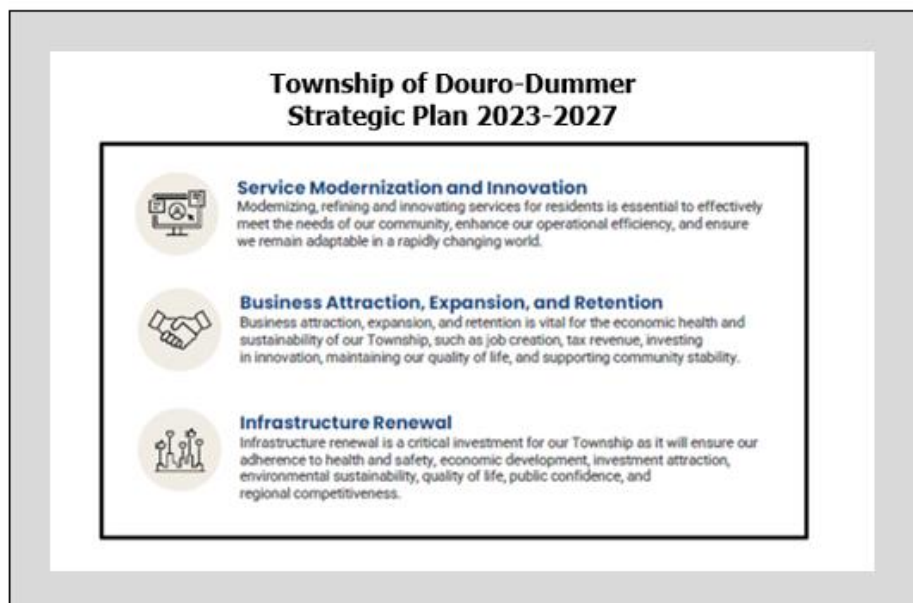 Township of Douro-Dummer
Strategic Plan 2023-2027
Service Modernization and Innovation
Modernizing, refining and innovating services for residents is essential to effectively
meet the needs of our community, enhance our operational efficiency, and ensure
we remain adaptable in a rapidly changing world.
Business Attraction, Expansion, and Retention
Business attraction, expansion, and retention is vital for the economic health and
sustainability of our Township, such as job creation, tax revenue, investing
in innovation, maintaining our quality of life, and supporting community stability.
Infrastructure Renewal
Infrastructure renewal is a critical investment for our Township as it will ensure our
adherence to health and safety, economic development, investment attraction,
environmental sustainability, quality of life, public confidence, and
regional competitiveness.